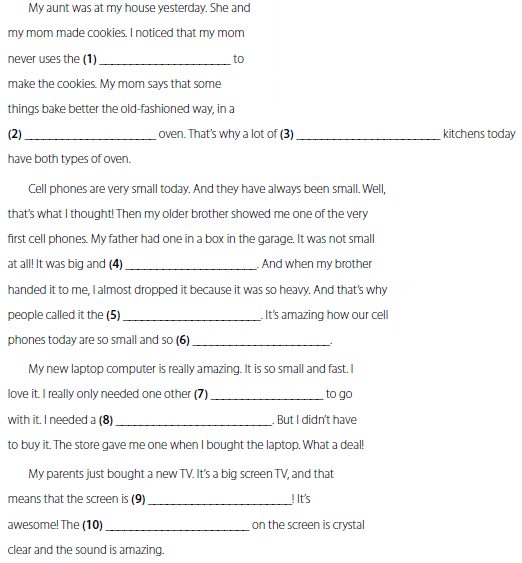 My aunt was at my house yesterday. She and
my mom made cookies. I noticed that my mom
never uses the (1) ______________________ to
make the cookies. My mom says that some
things bake better the old-fashioned way, in a
(2) ______________________ oven. That's why a lot of (3) ________________________ kitchens today
have both types of oven.
Cell phones are very small today. And they have always been small. Well,
that's what I thought! Then my older brother showed me one of the very
first cell phones. My father had one in a box in the garage. It was not small
at all! It was big and (4) ______________________. And when my brother
handed it to me, I almost dropped it because it was so heavy. And that's why
people called it the (5) _______________________. It's amazing how our cell
phones today are so small and so (6) _______________________.
My new laptop computer is really amazing. It is so small and fast. I
love it. I really only needed one other (7) ___________________ to go
with it. I needed a (8) __________________________. But I didn't have
to buy it. The store gave me one when I bought the laptop. What a deal!
My parents just bought a new TV. It's a big screen TV, and that
means that the screen is (9) ________________________! It's
awesome! The (10) ________________________ on the screen is crystal
clear and the sound is amazing.